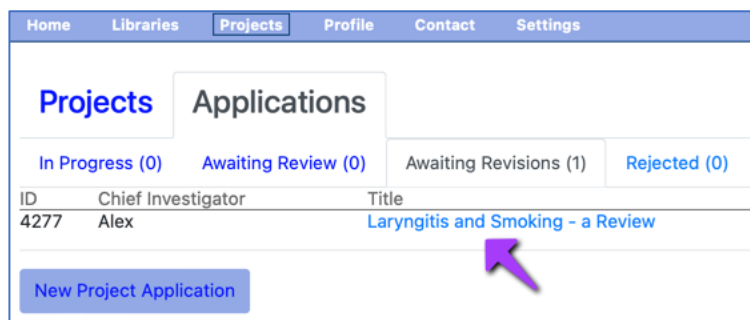 Home Libraries Projects Profile Contact Settings
Projects Applications
In Progress (0) Awaiting Review (0) Awaiting Revisions (1) Rejected (0)
ID Chief Investigator Title
4277 Alex Laryngitis and Smoking - a Review
New Project Application